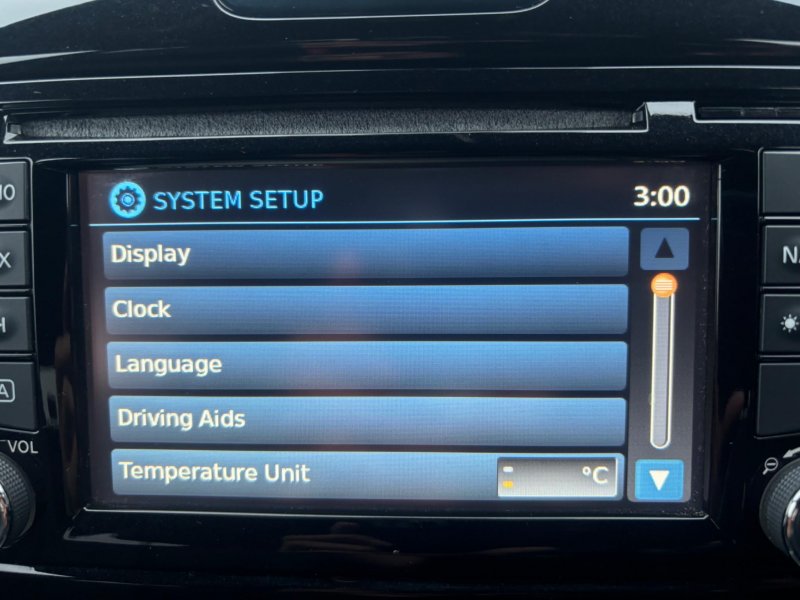 SYSTEM SETUP 3:00
Display
Clock
Language
Driving Aids
Temperature Unit °C
VOL